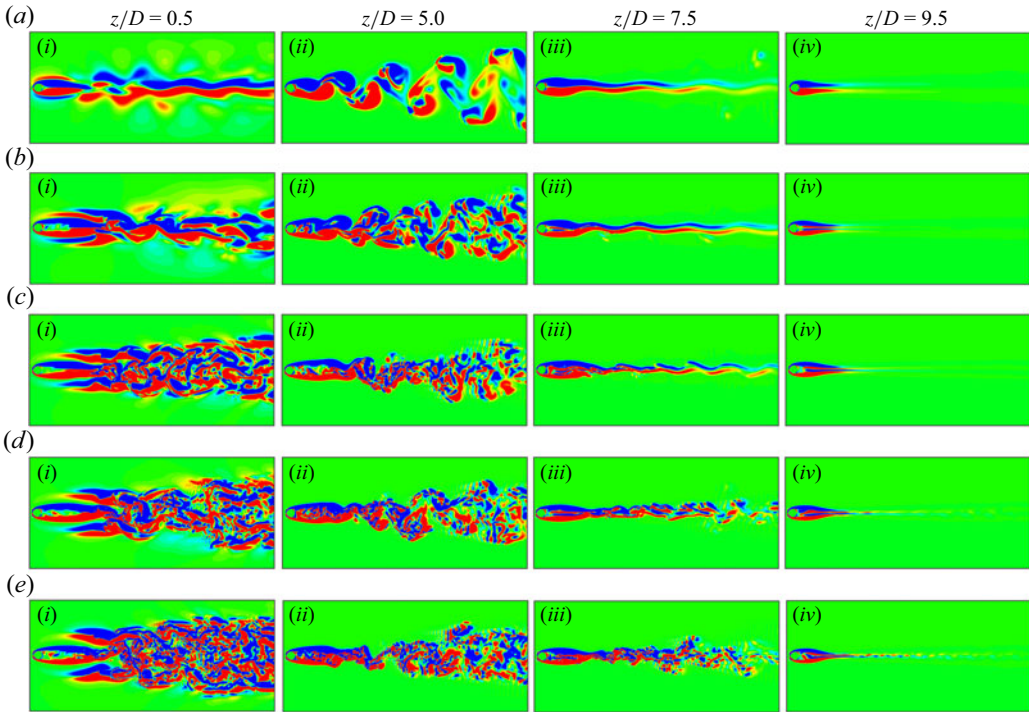 (a) z/D = 0.5 z/D = 5.0 z/D = 7.5 z/D = 9.5
(i) (ii) (iii) (iv)
(b)
(i) (ii) (iii) (iv)
(c)
(i) (ii) (iii) (iv)
(d)
(i) (ii) (iii) (iv)
(e)
(i) (ii) (iii) (iv)